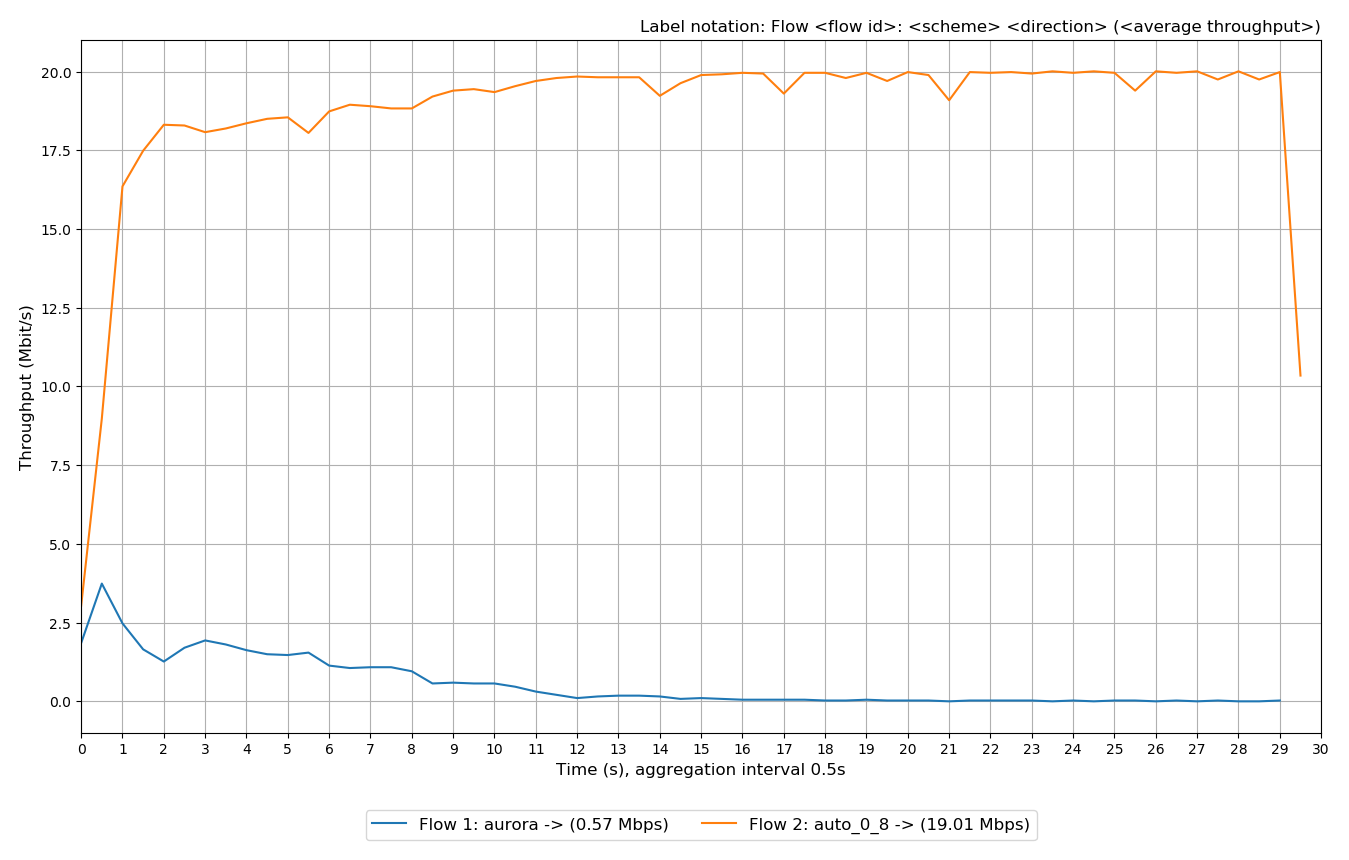 Label notation: Flow <flow id>: <scheme> <direction> (<average throughput>)
20.0
17.5
15.0
12.5
10.0
7.5
5.0
2.5
0.0
Throughput (Mbit/s)
0 1 2 3 4 5 6 7 8 9 10 11 12 13 14 15 16 17 18 19 20 21 22 23 24 25 26 27 28 29 30
Time (s), aggregation interval 0.5s
Flow 1: aurora -> (0.57 Mbps) Flow 2: auto_0_8 -> (19.01 Mbps)